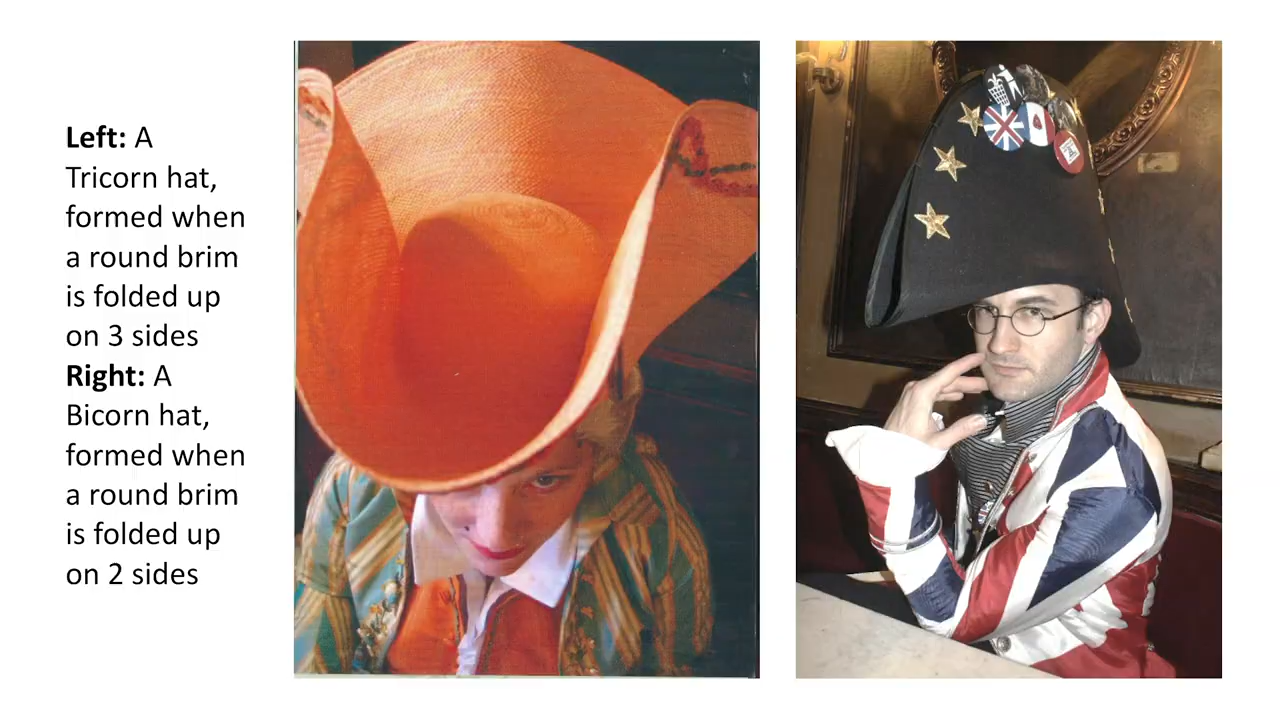 Left: A
Tricorn hat,
formed when
a round brim
is folded up
on 3 sides
Right: A
Bicorn hat,
formed when
a round brim
is folded up
on 2 sides